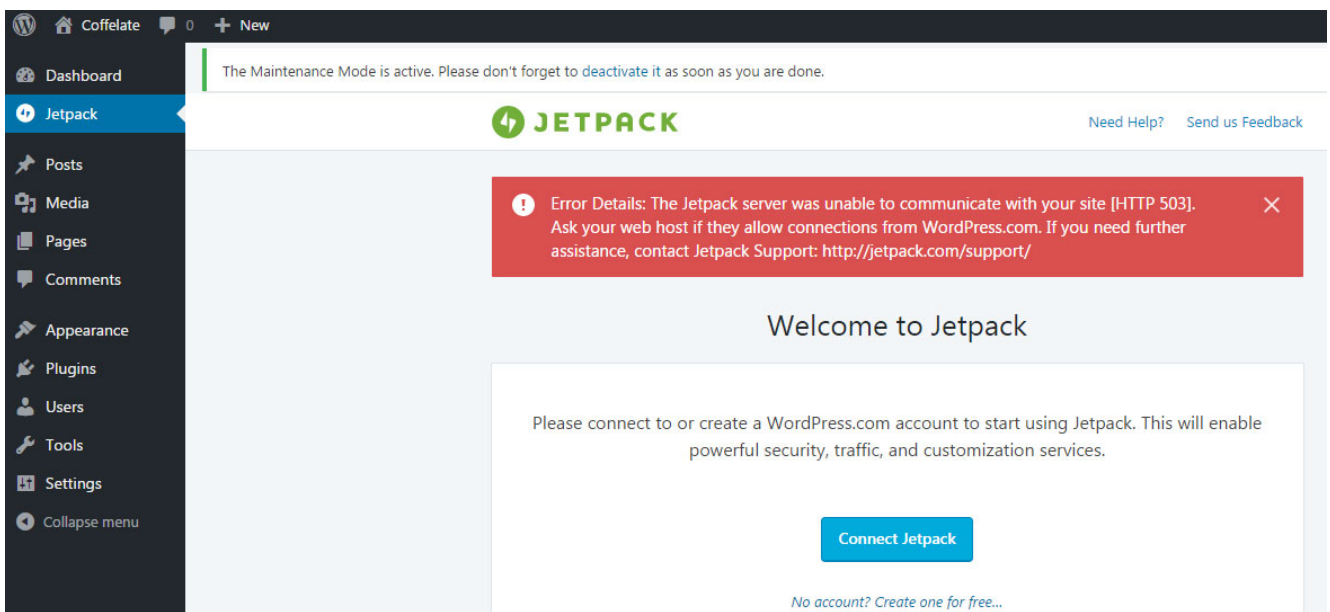 Coffelate 0 New
The Maintenance Mode is active. Please don't forget to deactivate it as soon as you are done.
Dashboard
Jetpack
Posts
Media
Pages
Comments
Appearance
Plugins
Users
Tools
Settings
Collapse menu
JETPACK
Need Help? Send us Feedback
Error Details: The Jetpack server was unable to communicate with your site [HTTP 503].
Ask your web host if they allow connections from WordPress.com. If you need further
assistance, contact Jetpack Support: http://jetpack.com/support/
Welcome to Jetpack
Please connect to or create a WordPress.com account to start using Jetpack. This will enable
powerful security, traffic, and customization services.
Connect Jetpack
No account? Create one for free...